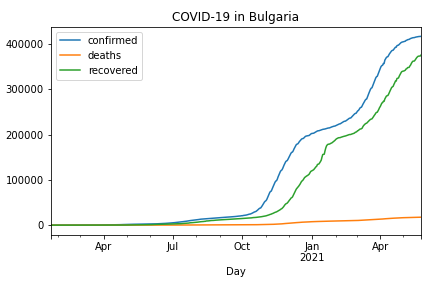 COVID-19 in Bulgaria
confirmed
deaths
recovered
400000
300000
200000
100000
0
Apr
Jul
Oct
Jan
2021
Apr
Day